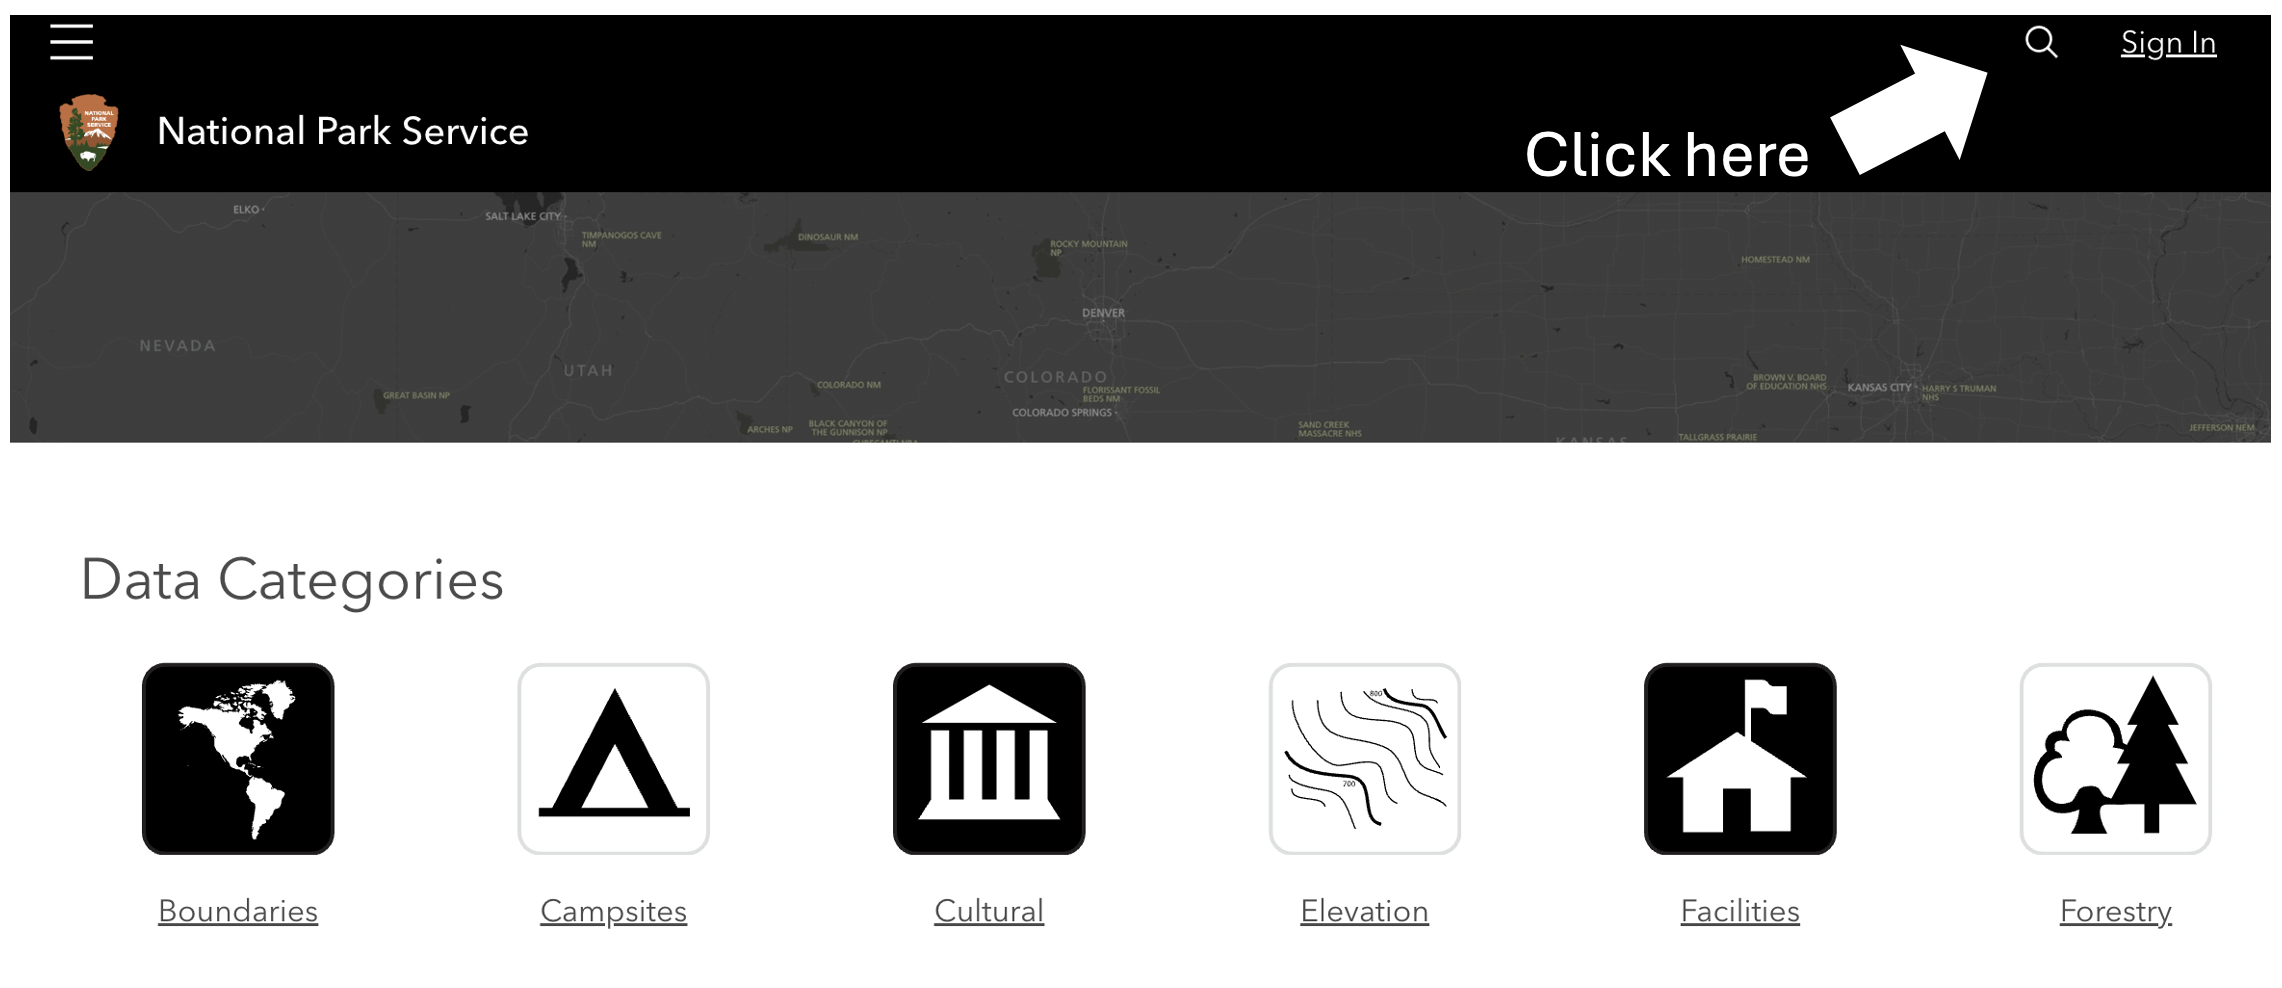 Sign In
NATIONAL
PARK
SERVICE
National Park Service
Click here
ELKO
SALT LAKE CITY
TIMPANOGOS CAVE
NM
DINOSAUR NM
ROCKY MOUNTAIN
NP
HOMESTEAD NM
DENVER
NEVADA
UTAH
COLORADO
COLORADO NM
FLORISSANT FOSSIL
BEDS NM
BROWN V. BOARD
OF EDUCATION NHS
KANSAS CITY
HARRY S TRUMAN
NHS
GREAT BASIN NP
COLORADO SPRINGS
ARCHES NP
BLACK CANYON OF
THE GUNNISON NP
CURECANTI NRA
SAND CREEK
MASSACRE NHS
KANSAS
TALLGRASS PRAIRIE
JEFFERSON NEM
Data Categories
800
700
Boundaries
Campsites
Cultural
Elevation
Facilities
Forestry